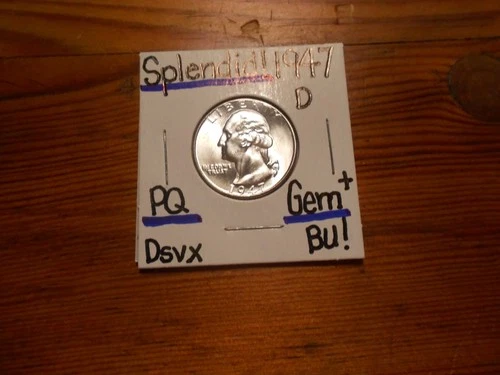 Splendid!! 1947
D
LIBERTY
IN GOD WE
TRUST
1947
PQ
Gem+
Dsvx
BU!